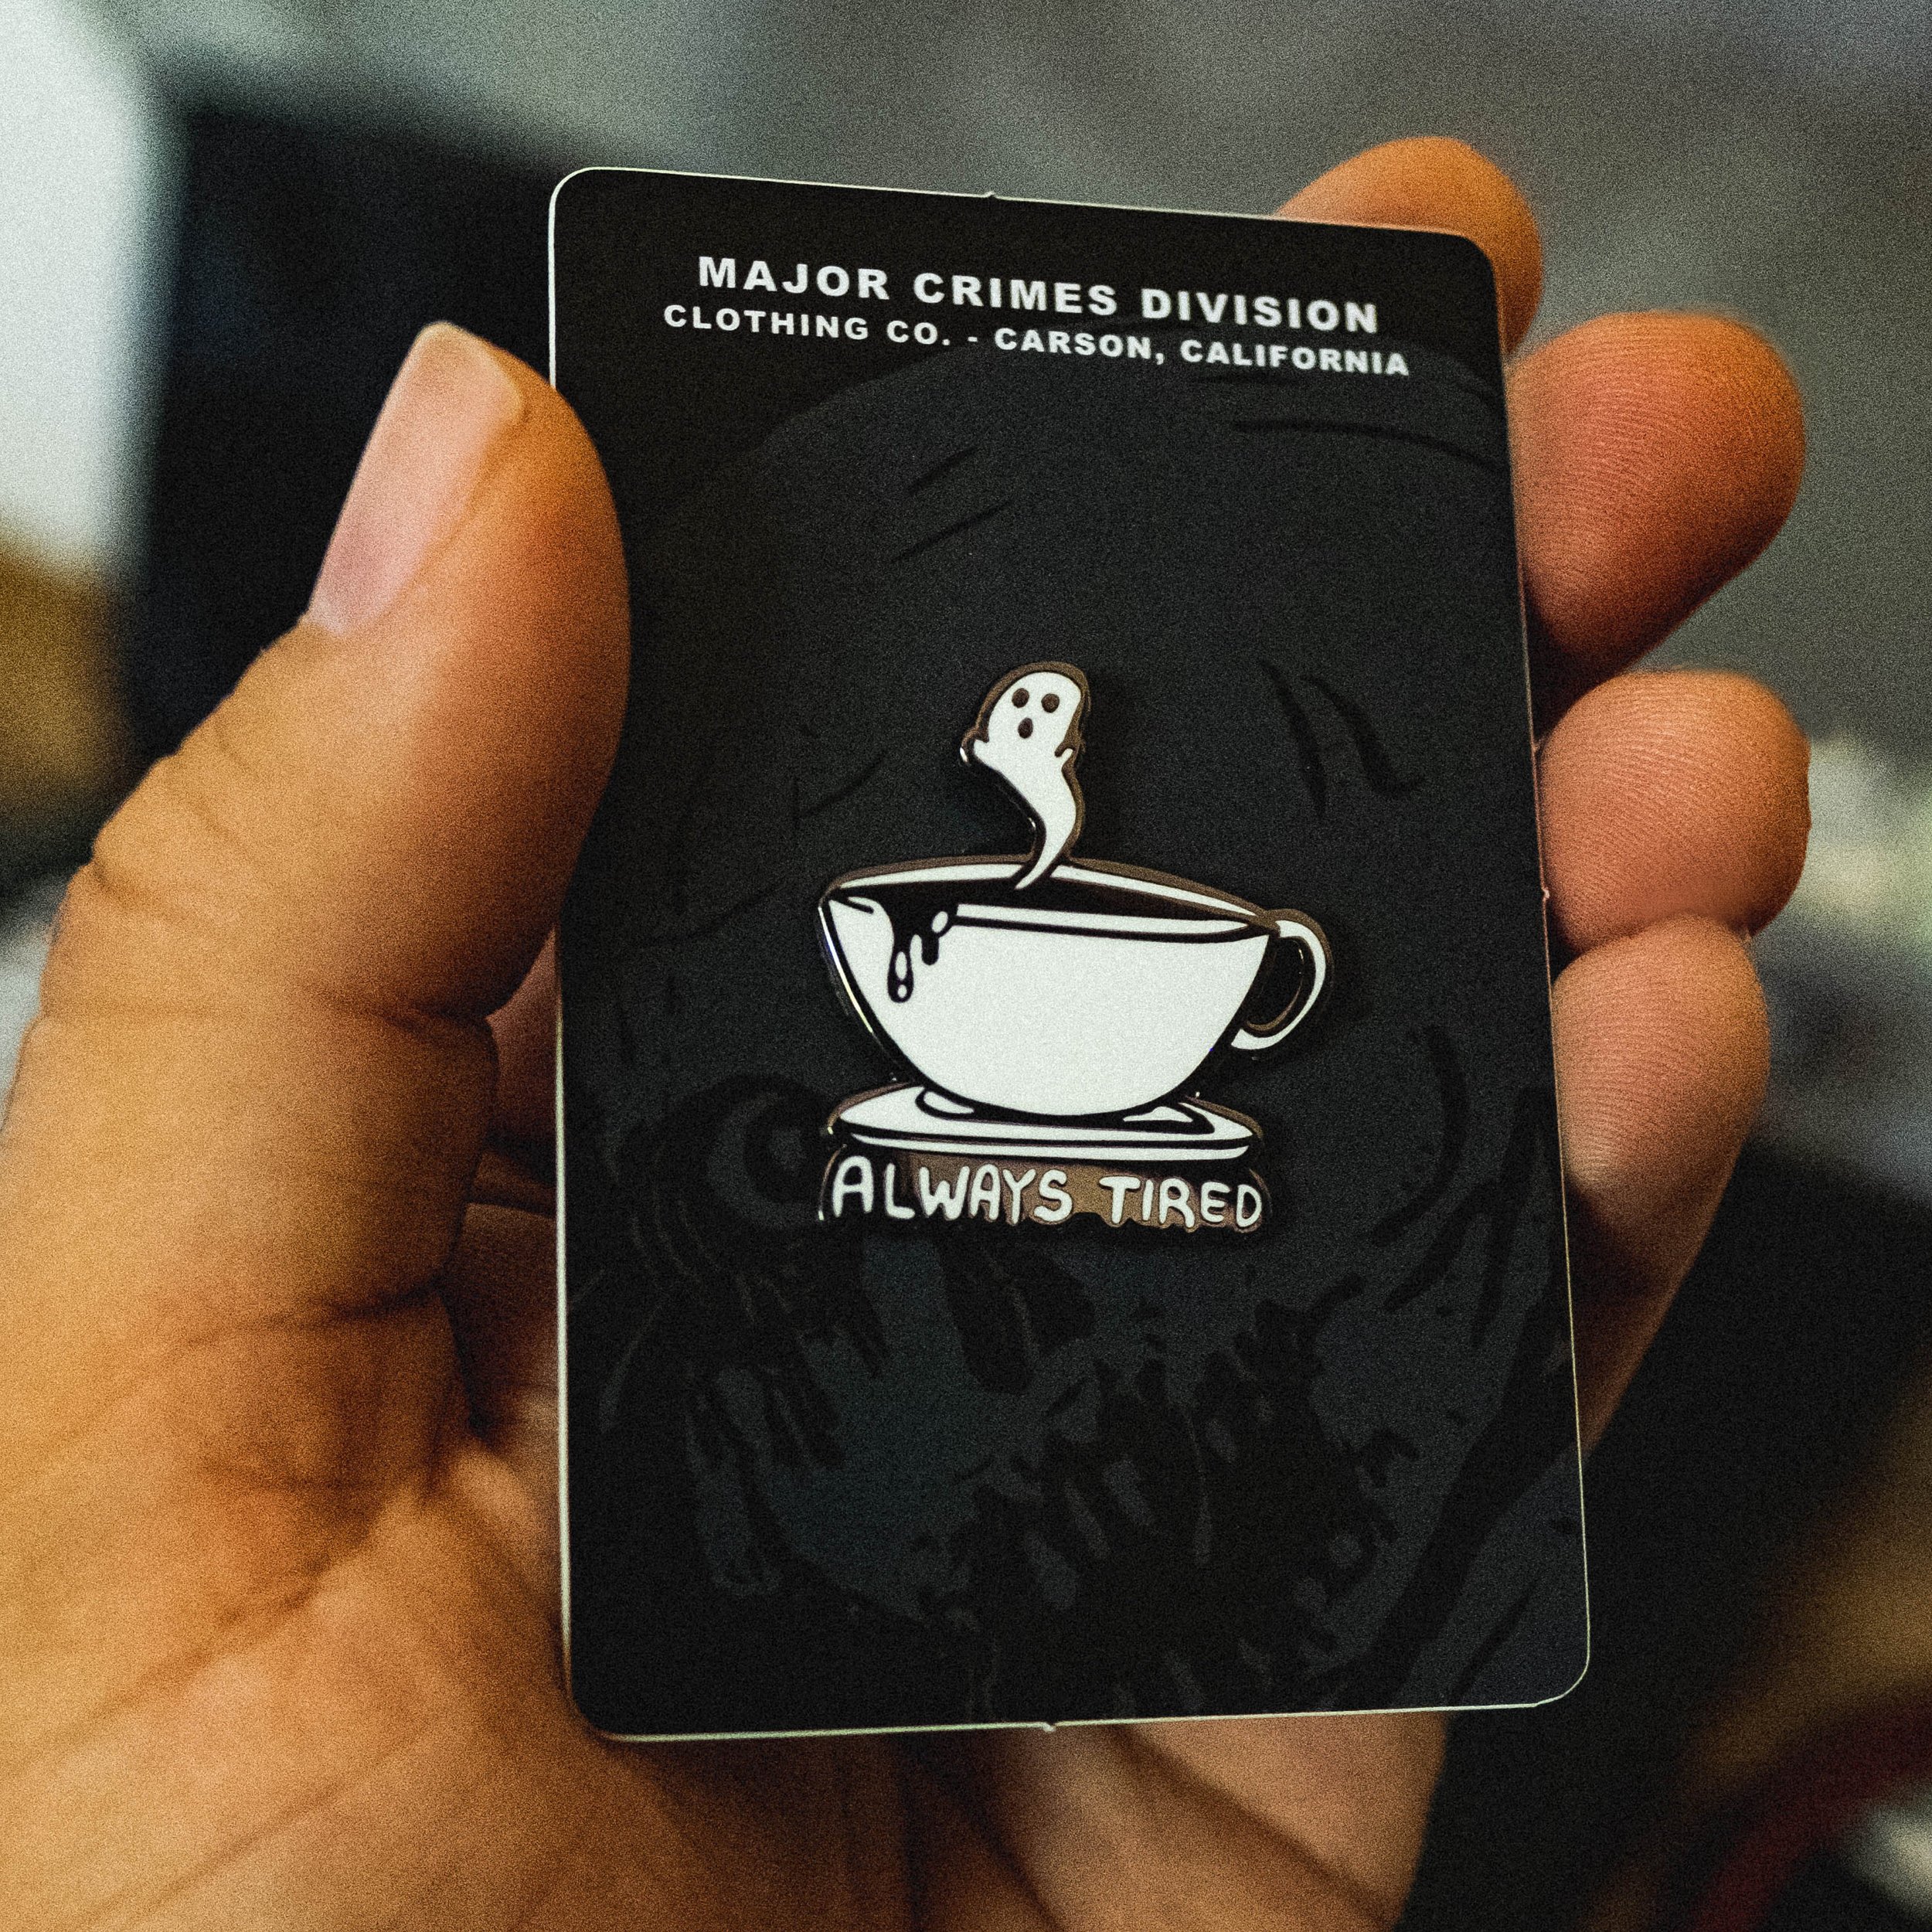 MAJOR CRIMES DIVISION
CLOTHING CO. - CARSON, CALIFORNIA
ALWAYS TIRED